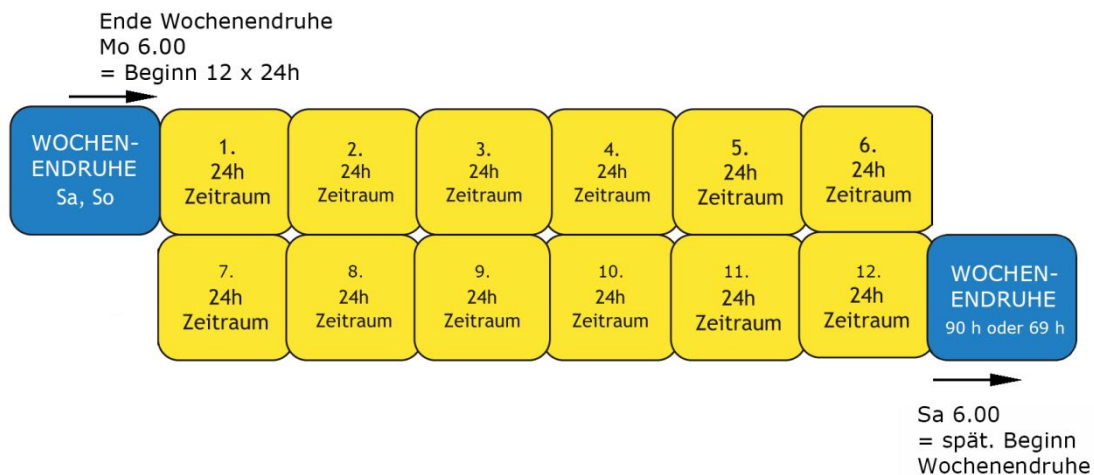 Ende Wochenendruhe
Mo 6.00
= Beginn 12 x 24h
WOCHEN-
ENDRUHE
Sa, So
1.
24h
Zeitraum
2.
24h
Zeitraum
3.
24h
Zeitraum
4.
24h
Zeitraum
5.
24h
Zeitraum
6.
24h
Zeitraum
7.
24h
Zeitraum
8.
24h
Zeitraum
9.
24h
Zeitraum
10.
24h
Zeitraum
11.
24h
Zeitraum
12.
24h
Zeitraum
WOCHEN-
ENDRUHE
90 h oder 69 h
Sa 6.00
= spät. Beginn
Wochenendruhe